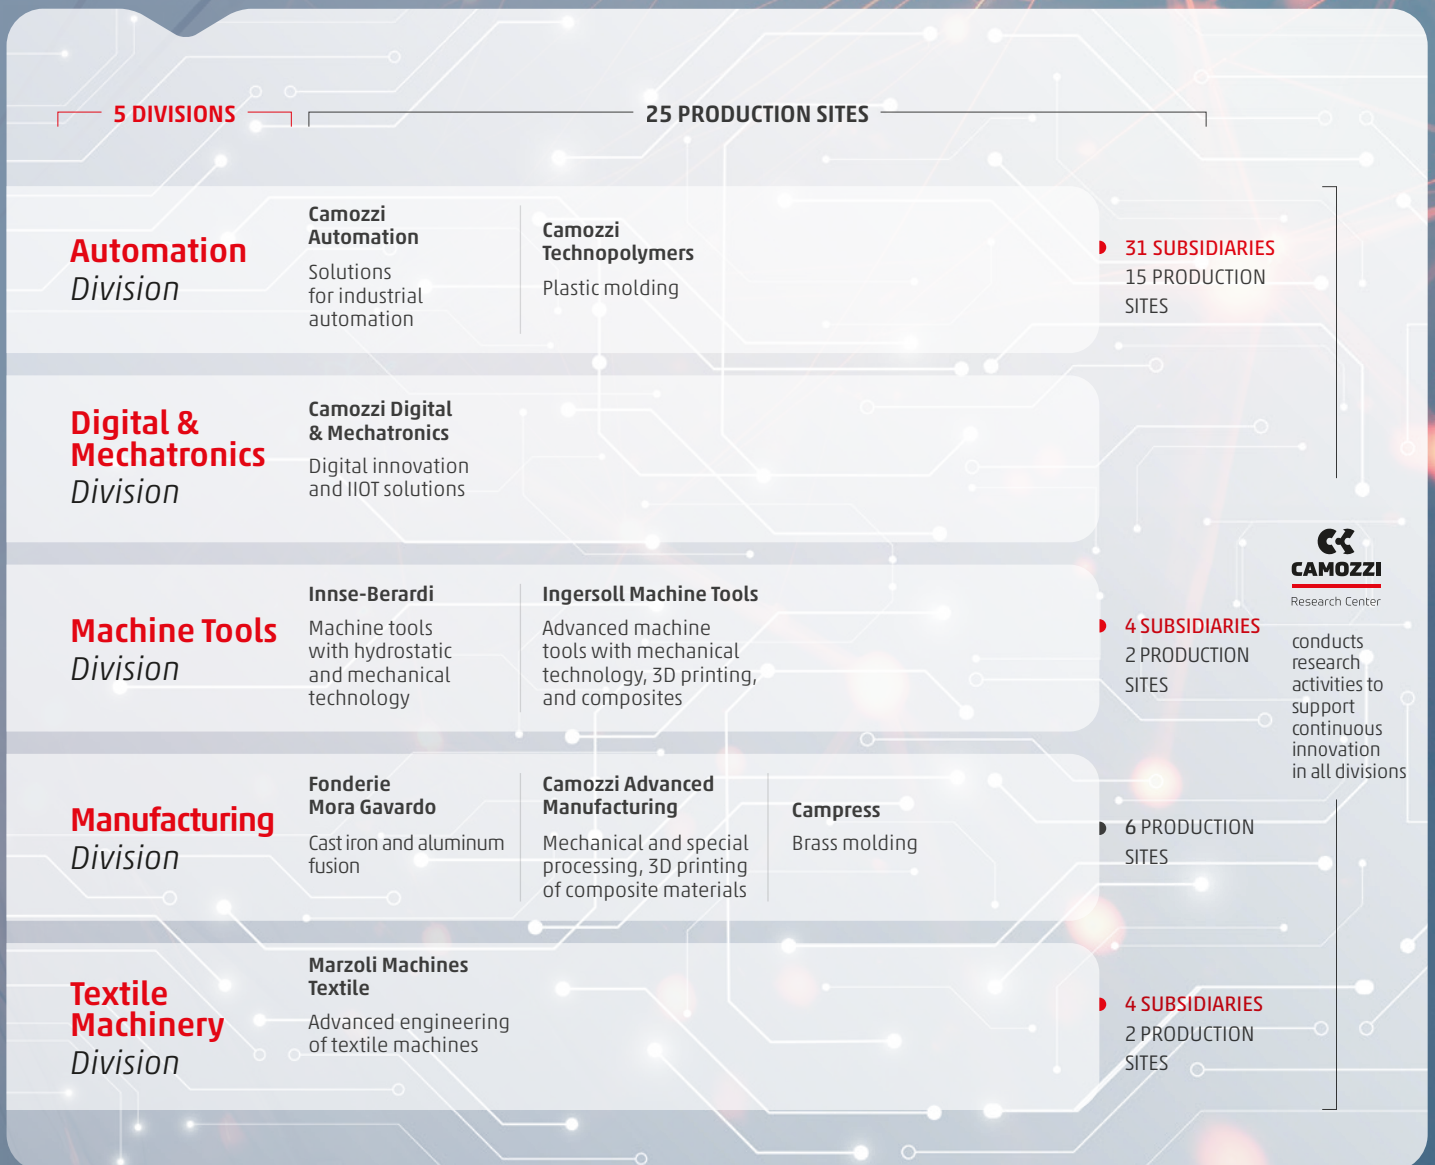 5 DIVISIONS
25 PRODUCTION SITES
Automation
Division
Camozzi
Automation
Solutions
for industrial
automation
Camozzi
Technopolymers
Plastic molding
31 SUBSIDIARIES
15 PRODUCTION
SITES
Digital &
Mechatronics
Division
Camozzi Digital
& Mechatronics
Digital innovation
and IIOT solutions
Machine Tools
Division
Innse-Berardi
Machine tools
with hydrostatic
and mechanical
technology
Ingersoll Machine Tools
Advanced machine
tools with mechanical
technology, 3D printing,
and composites
4 SUBSIDIARIES
2 PRODUCTION
SITES
Manufacturing
Division
Fonderie
Mora Gavardo
Cast iron and aluminum
fusion
Camozzi Advanced
Manufacturing
Mechanical and special
processing, 3D printing
of composite materials
Campress
Brass molding
6 PRODUCTION
SITES
Textile
Machinery
Division
Marzoli Machines
Textile
Advanced engineering
of textile machines
4 SUBSIDIARIES
2 PRODUCTION
SITES
CAMOZZI
Research Center
conducts
research
activities to
support
continuous
innovation
in all divisions